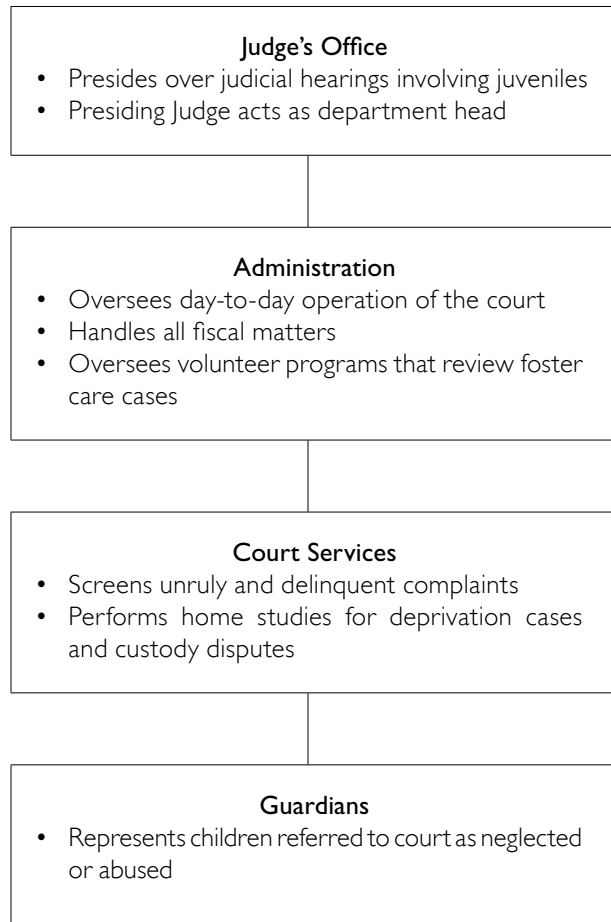 Judge's Office
• Presides over judicial hearings involving juveniles
• Presiding Judge acts as department head
Administration
• Oversees day-to-day operation of the court
• Handles all fiscal matters
• Oversees volunteer programs that review foster
care cases
Court Services
• Screens unruly and delinquent complaints
• Performs home studies for deprivation cases
and custody disputes
Guardians
• Represents children referred to court as neglected
or abused